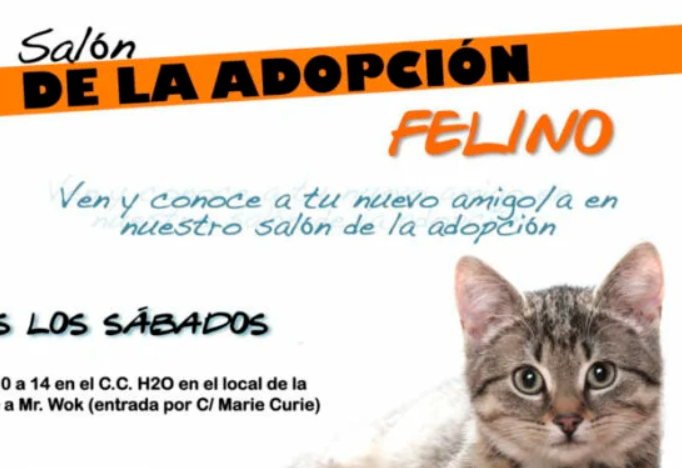 Salón
DE LA ADOPCIÓN
FELINO
Ven y conoce a tu nuevo amigo/a en
nuestro salón de la adopción
S LOS SÁBADOS
0 a 14 en el C.C. H2O en el local de la
a Mr. Wok (entrada por C/ Marie Curie)